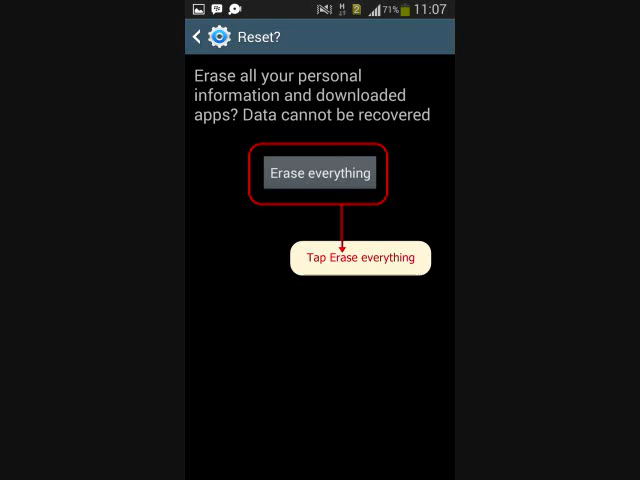 71% 11:07
Reset?
Erase all your personal
information and downloaded
apps? Data cannot be recovered
Erase everything
Tap Erase everything